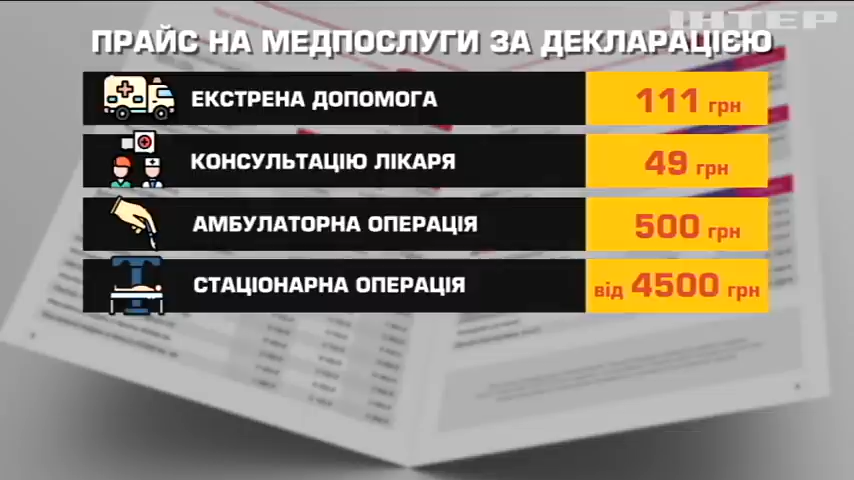 ІНТЕР
ПРАЙС НА МЕДПОСЛУГИ ЗА ДЕКЛАРАЦІЄЮ
ЕКСТРЕНА ДОПОМОГА 111 грн
КОНСУЛЬТАЦІЮ ЛІКАРЯ 49 грн
АМБУЛАТОРНА ОПЕРАЦІЯ 500 грн
СТАЦІОНАРНА ОПЕРАЦІЯ від 4500 грн